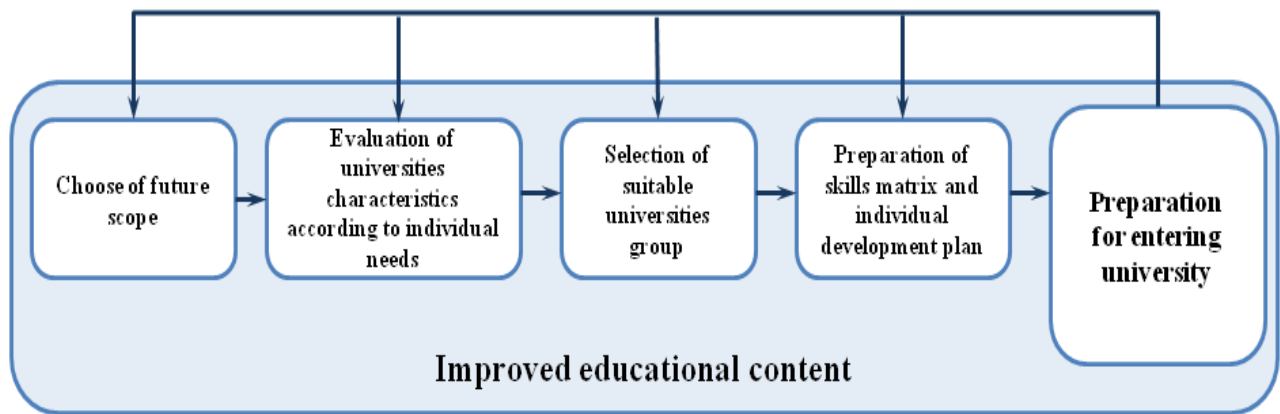 Choose of future
scope
Evaluation of
universities
characteristics
according to individual
needs
Selection of
suitable
universities
group
Preparation of
skills matrix and
individual
development plan
Preparation
for entering
university
Improved educational content